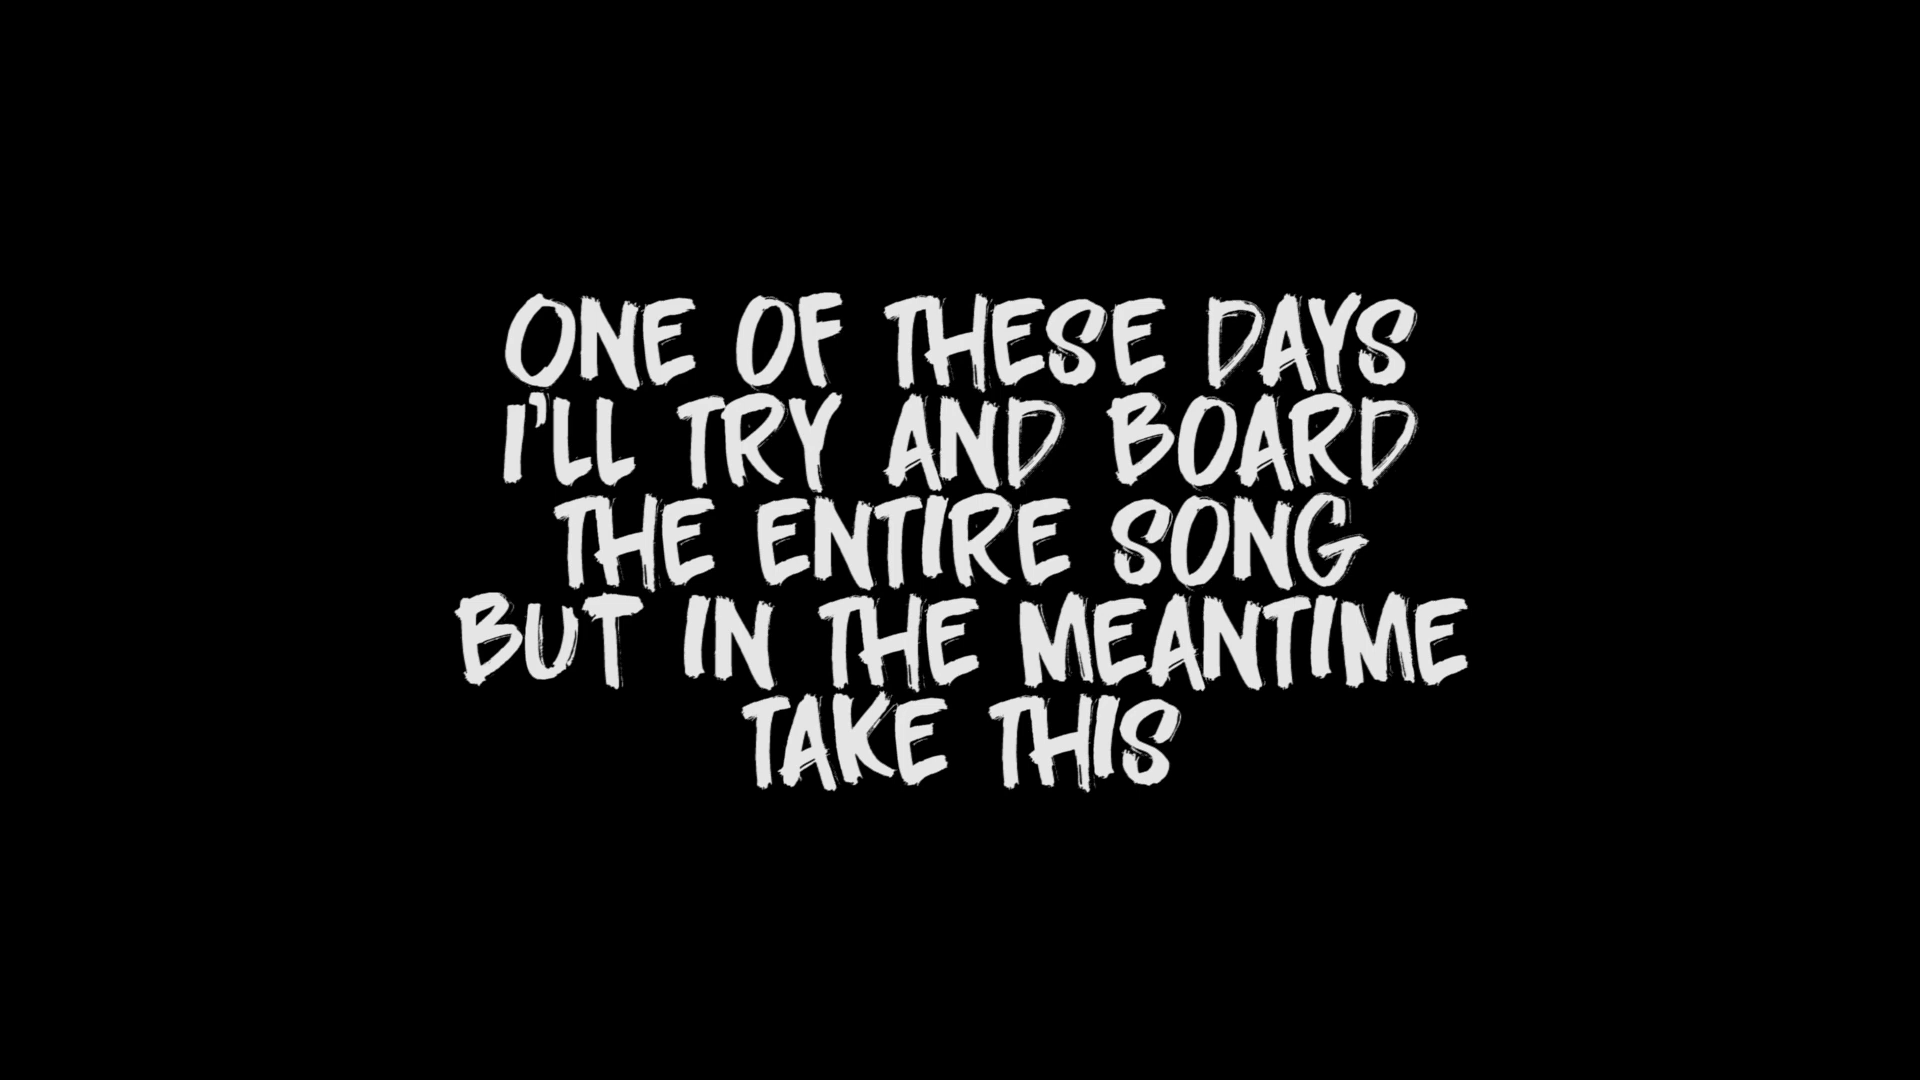 ONE OF THESE DAYS
I'LL TRY AND BOARD
THE ENTIRE SONG
BUT IN THE MEANTIME
TAKE THIS